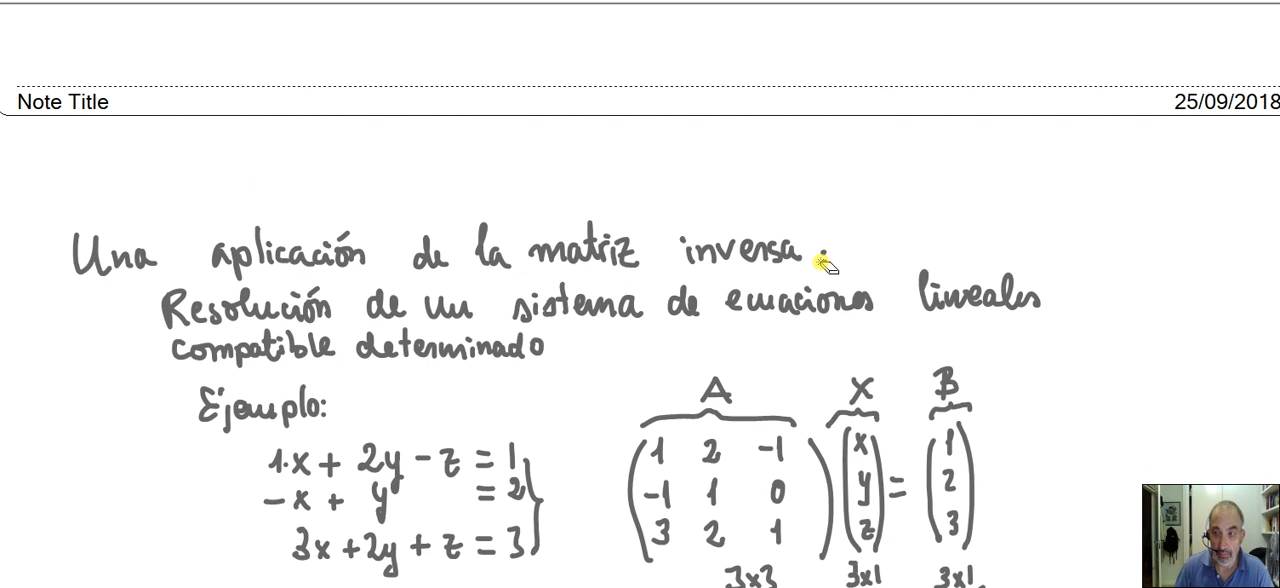 Note Title
25/09/2018
Una aplicación de la matriz inversa.
Resolución de un sistema de ecuaciones lineales
compatible determinado
Ejemplo:
A X B
1·x + 2y - z = 1
-x + y = 2
3x + 2y + z = 3
1 2 -1
-1 1 0
3 2 1
x
y
z
=
1
2
3
3x3 3x1 3x1